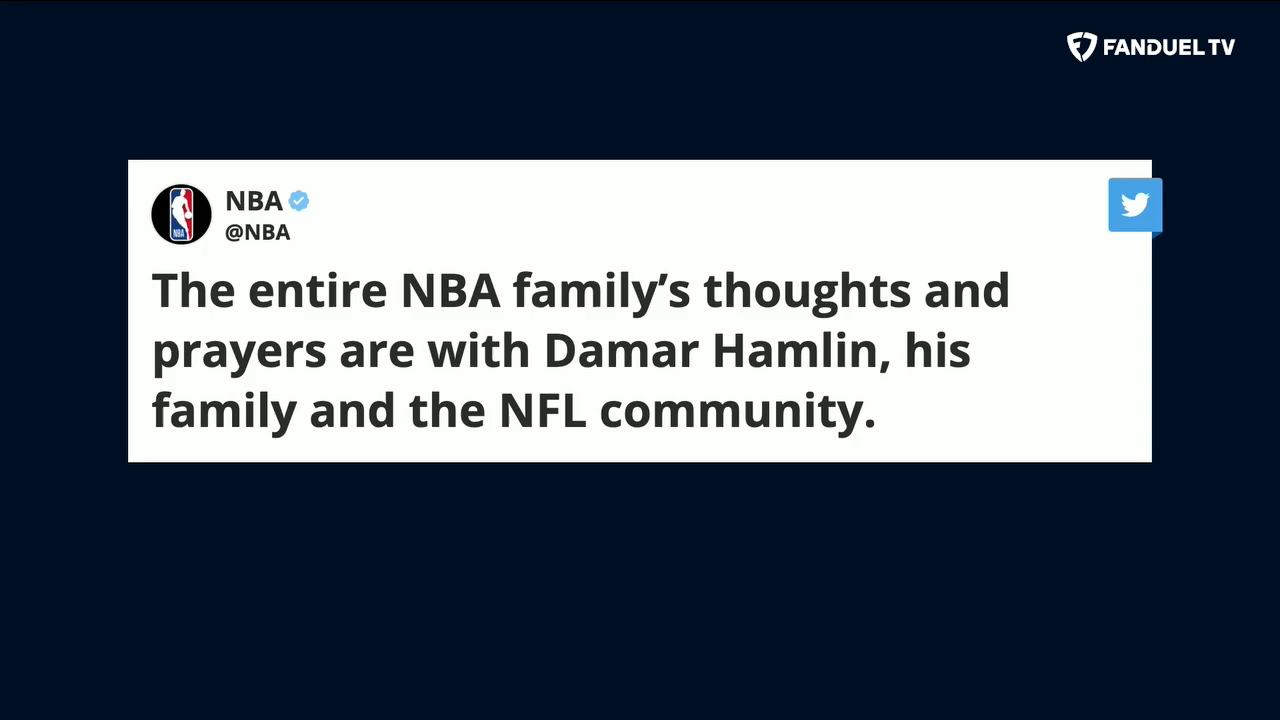 FANDUEL TV
NBA
@NBA
NBA
The entire NBA family’s thoughts and
prayers are with Damar Hamlin, his
family and the NFL community.